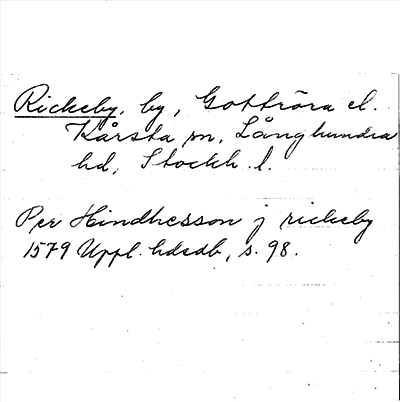 Rickeby, by, Gottröra el.
Kårsta sn, Långhundra
hd, Stockh. l.
Per Hindhesson j rickeby
1579 Uppl. hdsdb, s. 98.